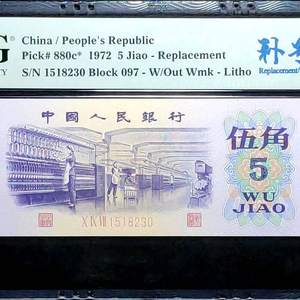 G
TY
China / People's Republic
Pick# 880c* 1972 5 Jiao - Replacement
S/N 1518230 Block 097 - W/Out Wmk - Litho
补号
Replacement/
中国人民银行
伍角
5
WU
JIAO
1518230